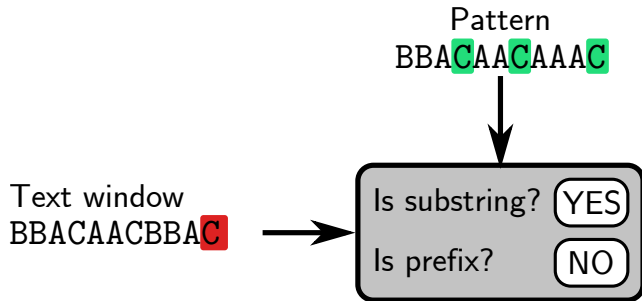 Pattern
BBACAACAAAC
Text window
BBACAACBBAC
Is substring? YES
Is prefix? NO